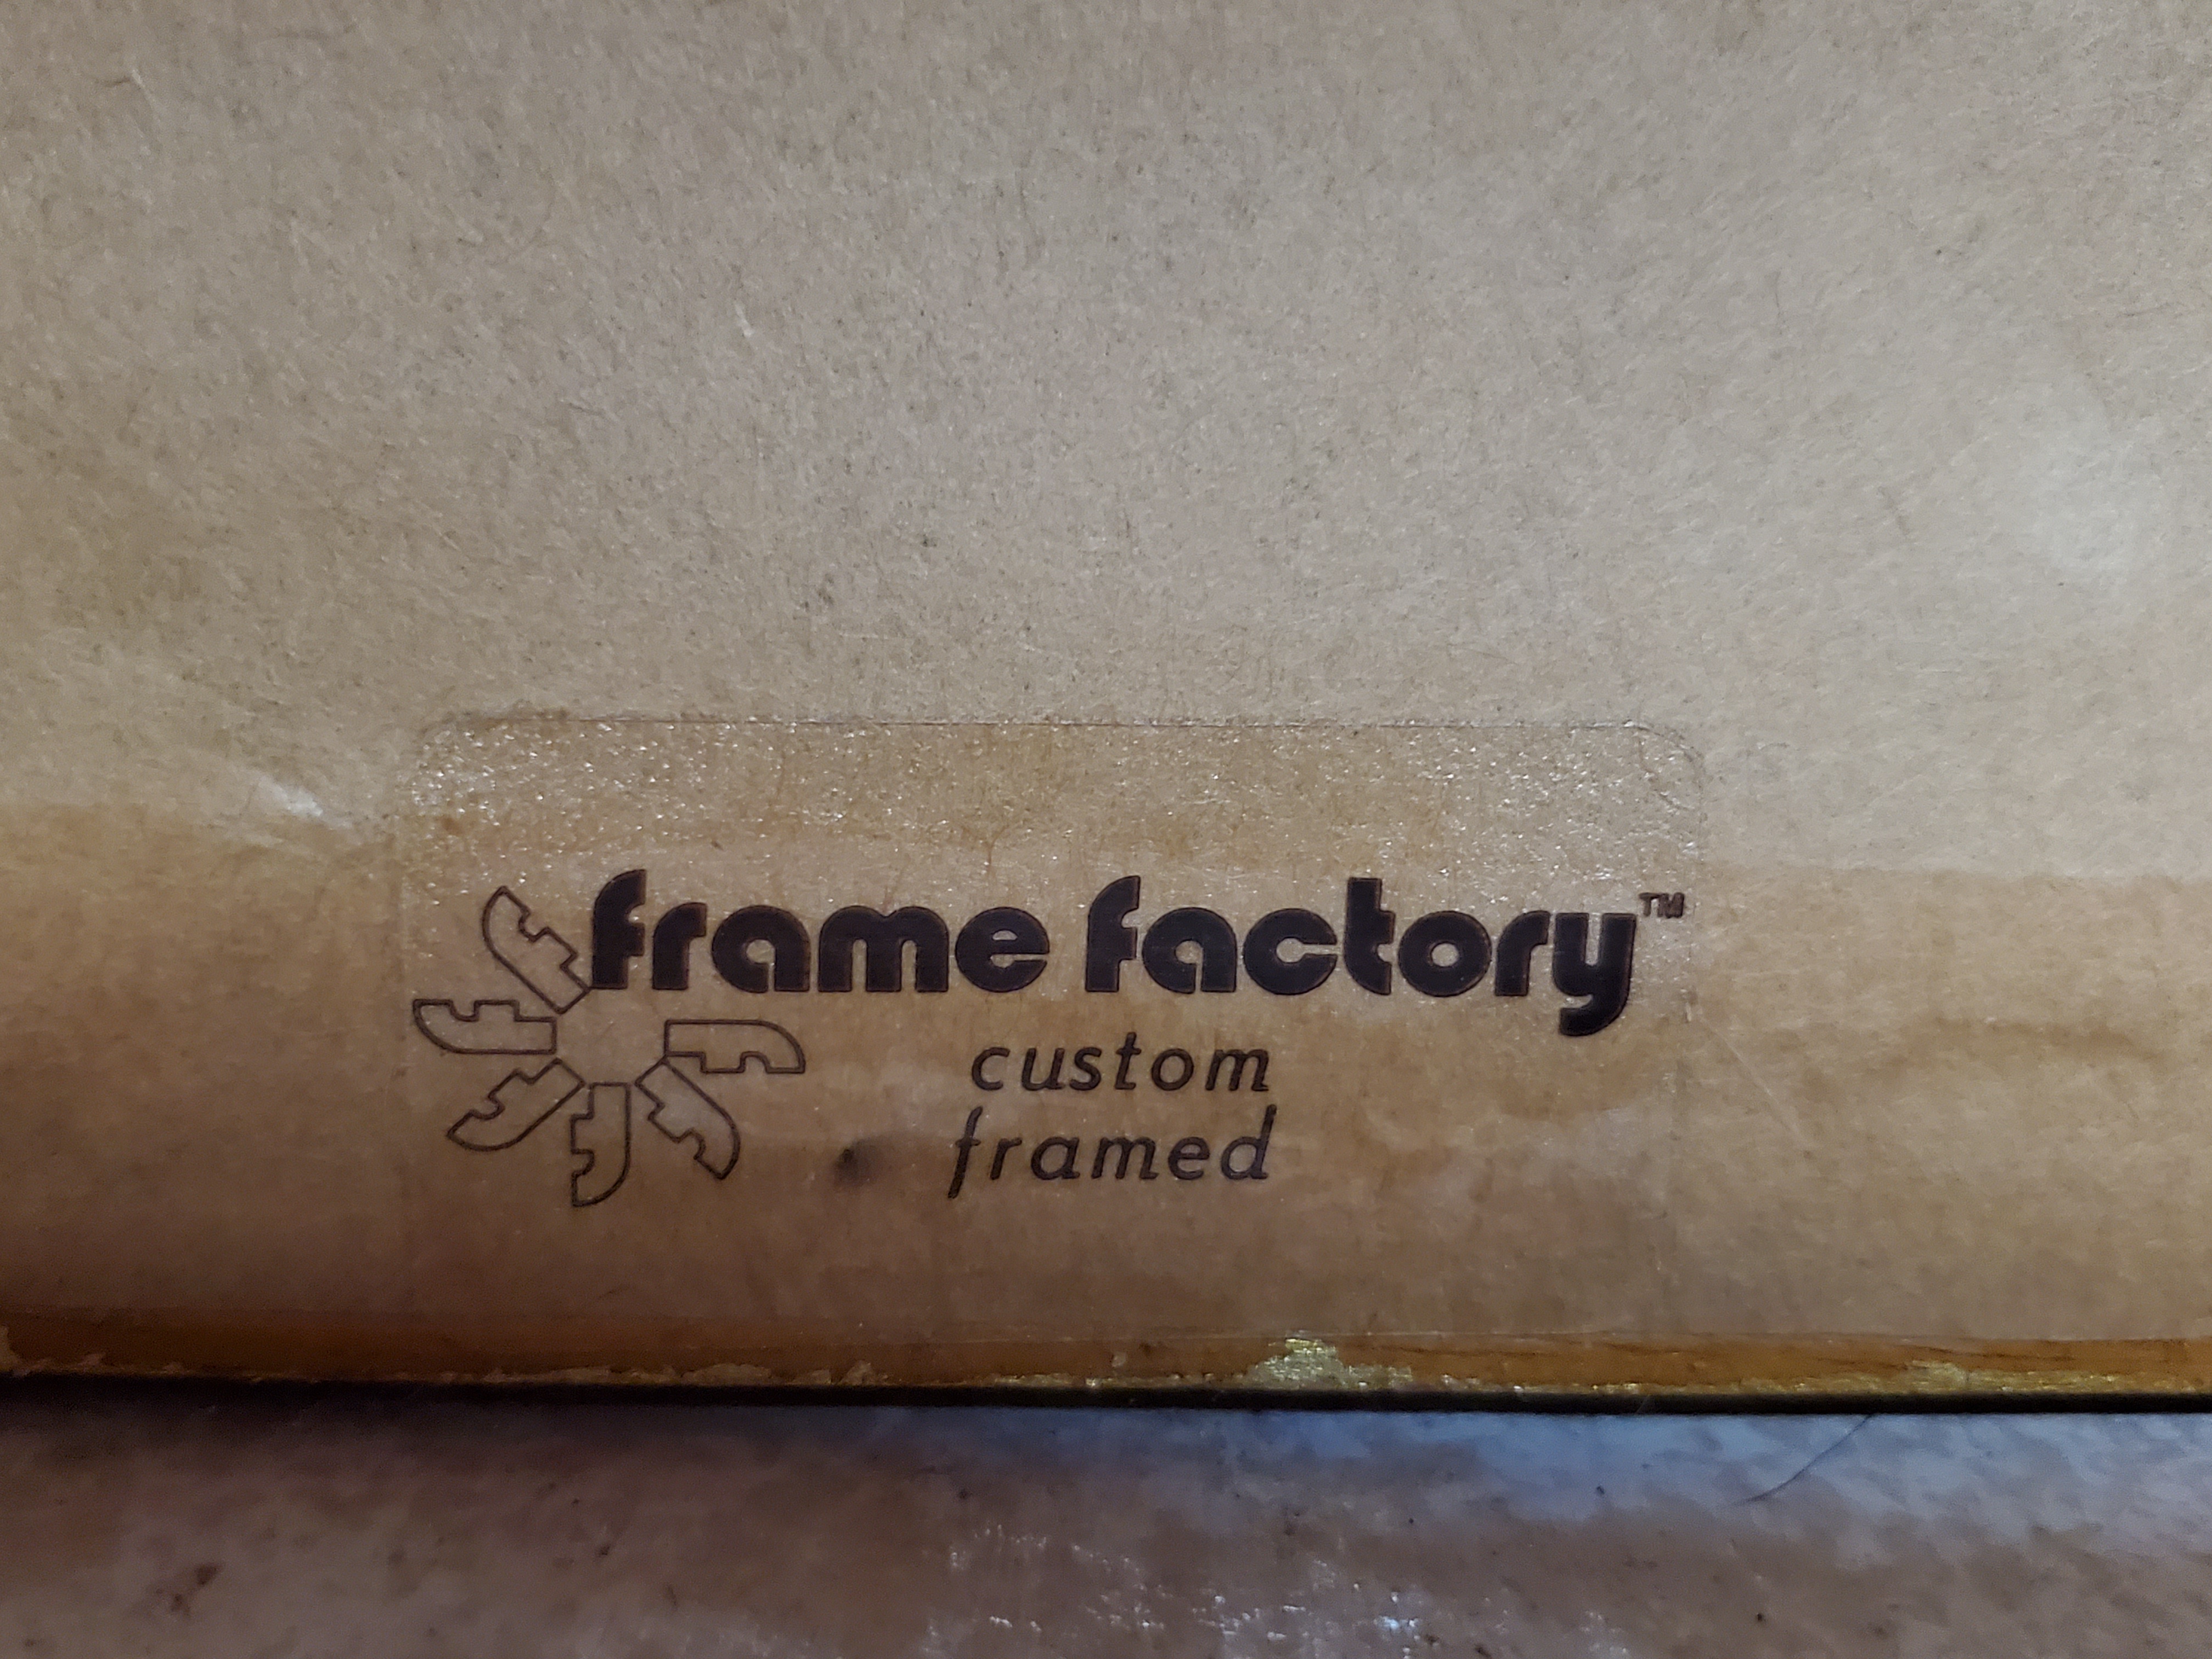 frame factory™
custom
framed